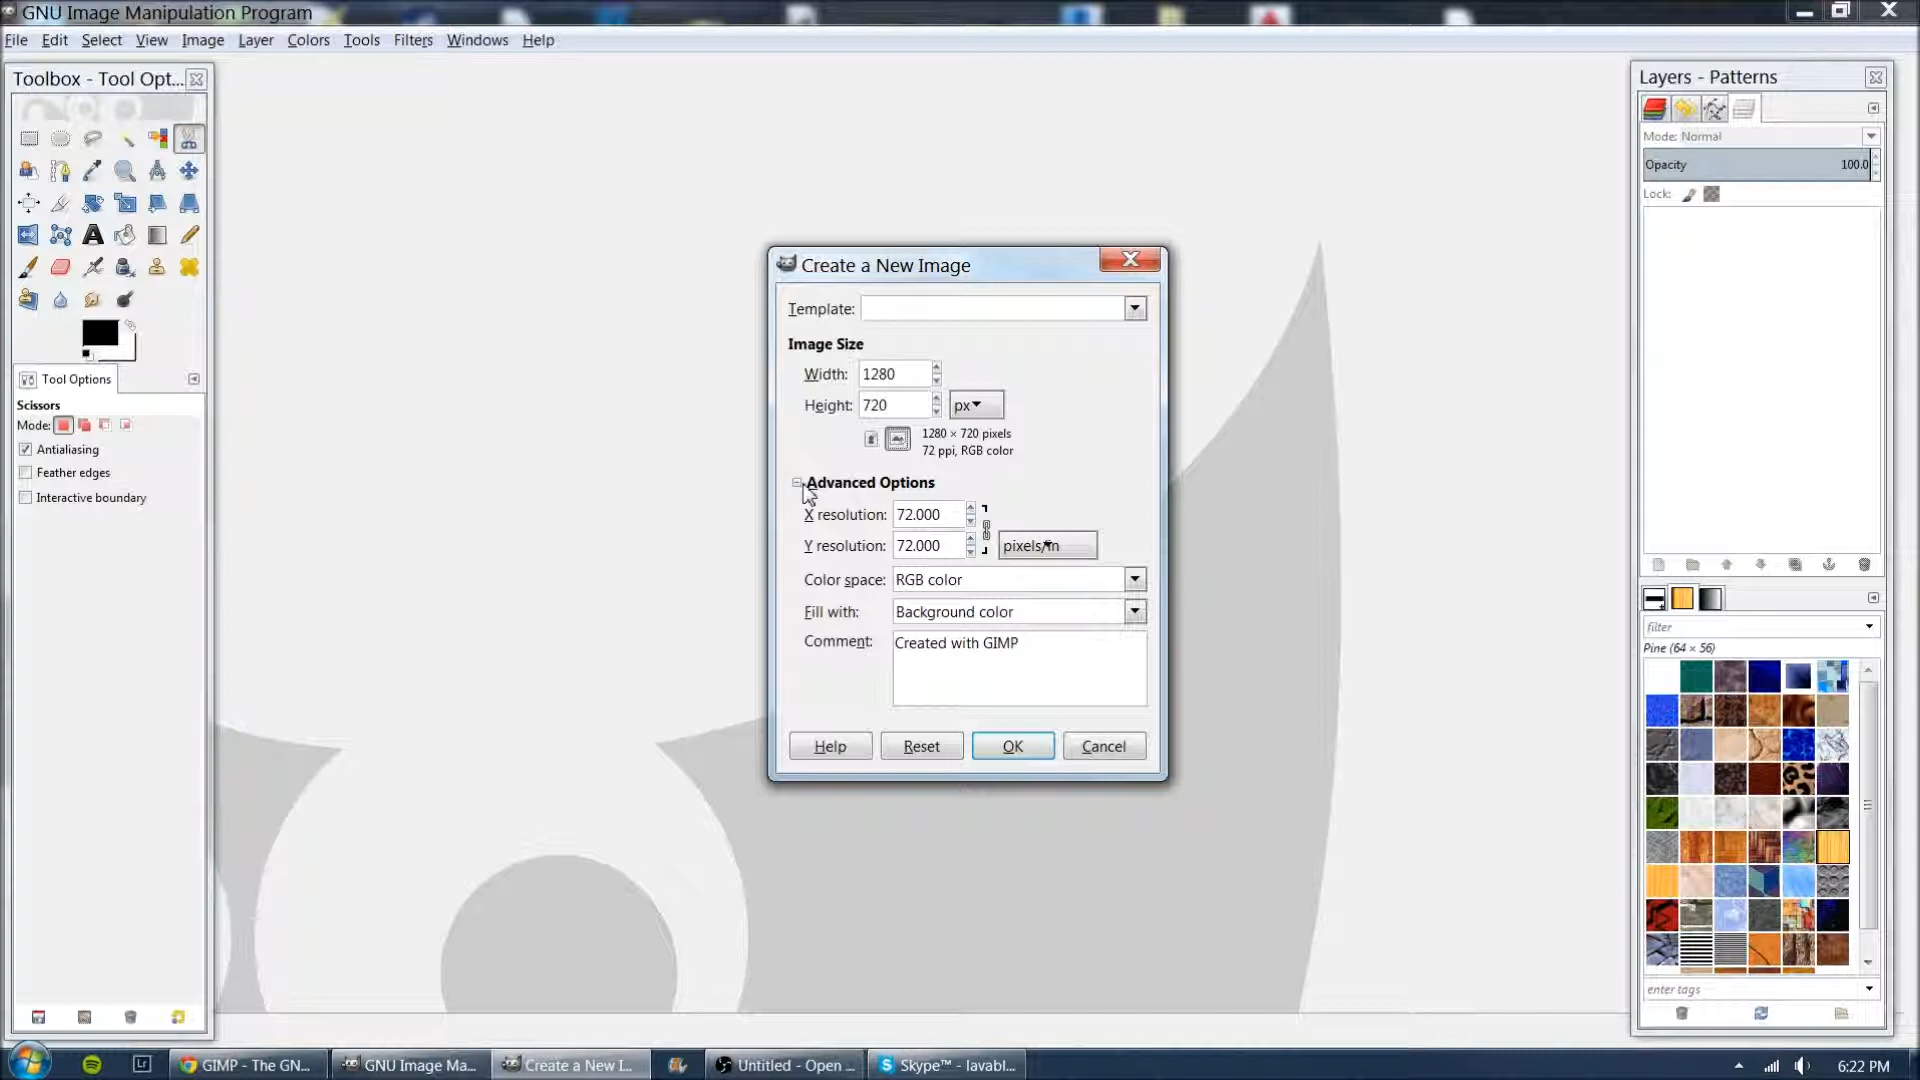 GNU Image Manipulation Program
File Edit Select View Image Layer Colors Tools Filters Windows Help
Toolbox - Tool Opt...
Tool Options
Scissors
Mode:
Antialiasing
Feather edges
Interactive boundary
Create a New Image
Template:
Image Size
Width: 1280
Height: 720 px
1280 × 720 pixels
72 ppi, RGB color
Advanced Options
X resolution: 72.000
Y resolution: 72.000 pixels/in
Color space: RGB color
Fill with: Background color
Comment: Created with GIMP
Help Reset OK Cancel
Layers - Patterns
Mode: Normal
Opacity 100.0
Lock:
filter
Pine (64 × 56)
enter tags
GIMP - The GN... GNU Image Ma... Create a New I... Untitled - Open ... Skype™ - lavabl... 6:22 PM
Lr